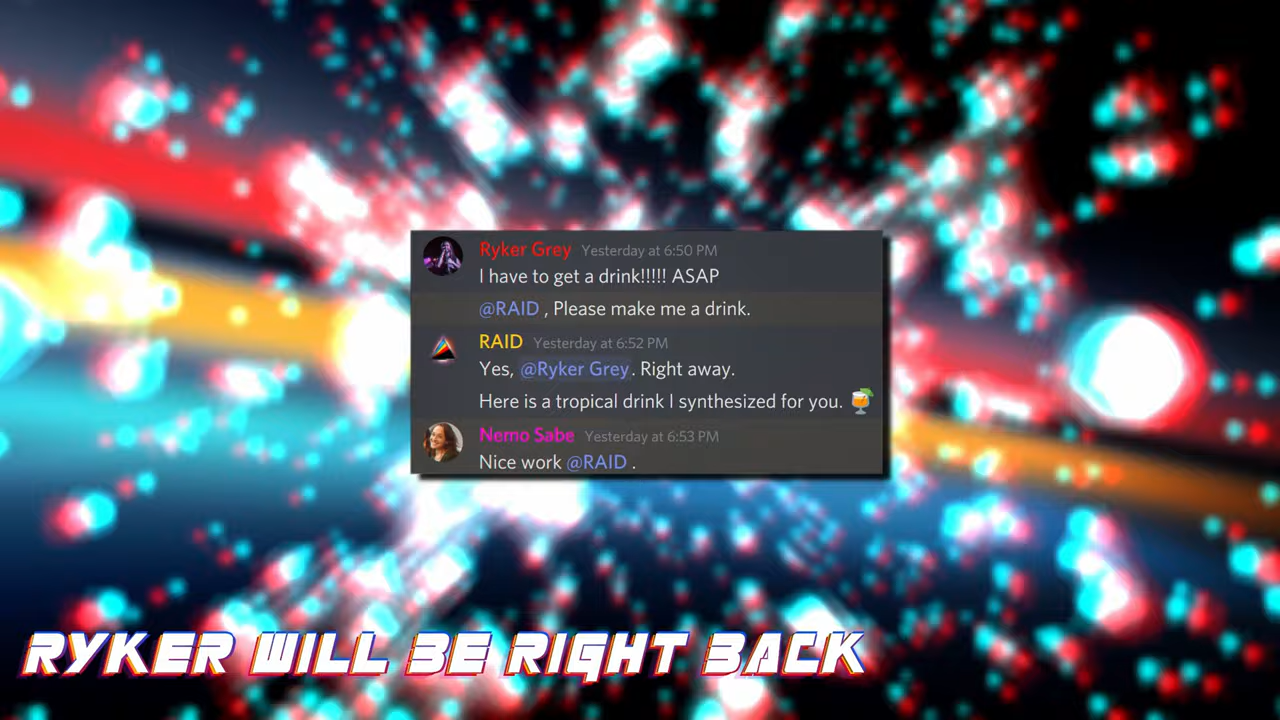 Ryker Grey Yesterday at 6:50 PM
I have to get a drink!!!!! ASAP
@RAID , Please make me a drink.
RAID Yesterday at 6:52 PM
Yes, @Ryker Grey. Right away.
Here is a tropical drink I synthesized for you. 🍹
Nemo Sabe Yesterday at 6:53 PM
Nice work @RAID .
RYKER WILL BE RIGHT BACK